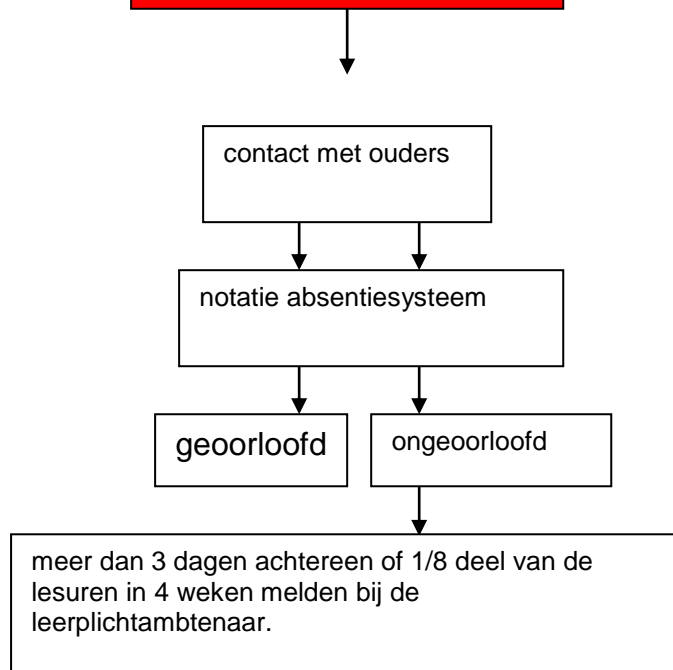 contact met ouders
notatie absentiesysteem
geoorloofd
ongeoorloofd
meer dan 3 dagen achtereen of 1/8 deel van de
lesuren in 4 weken melden bij de
leerplichtambtenaar.